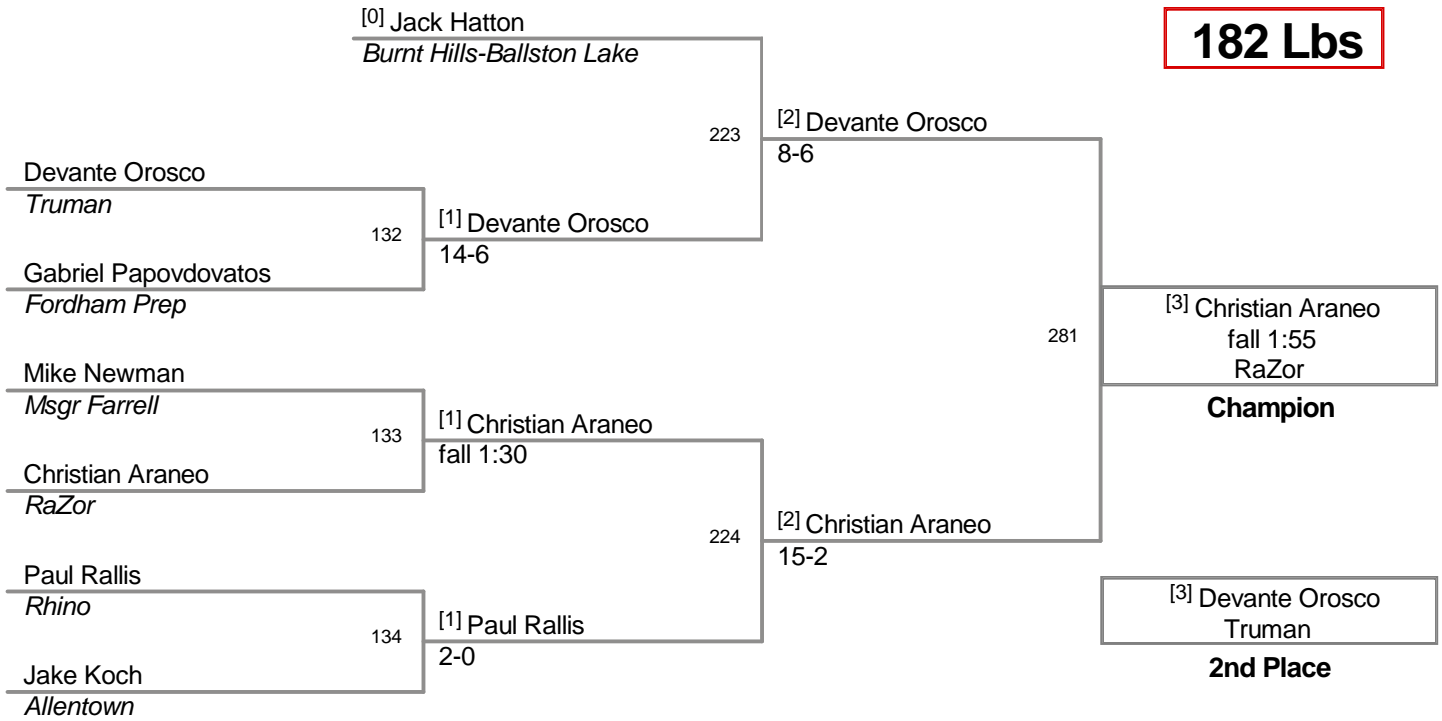 [0] Jack Hatton
182 Lbs
Burnt Hills-Ballston Lake
223
[2] Devante Orosco
8-6
Devante Orosco
Truman
132
[1] Devante Orosco
14-6
Gabriel Papovdovatos
Fordham Prep
281
[3] Christian Araneo
fall 1:55
RaZor
Champion
Mike Newman
Msgr Farrell
133
[1] Christian Araneo
fall 1:30
Christian Araneo
RaZor
224
[2] Christian Araneo
15-2
Paul Rallis
Rhino
134
[1] Paul Rallis
2-0
Jake Koch
Allentown
[3] Devante Orosco
Truman
2nd Place